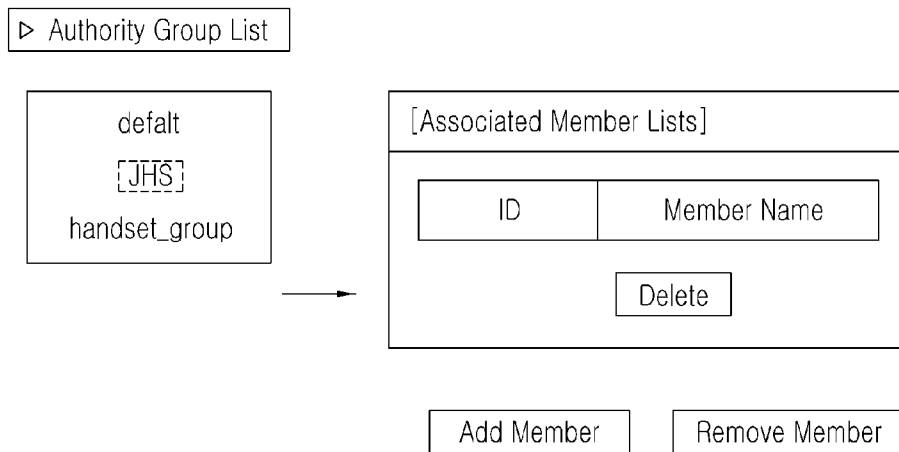 ▷ Authority Group List
defalt
JHS
handset_group
[Associated Member Lists]
ID Member Name
Delete
Add Member Remove Member